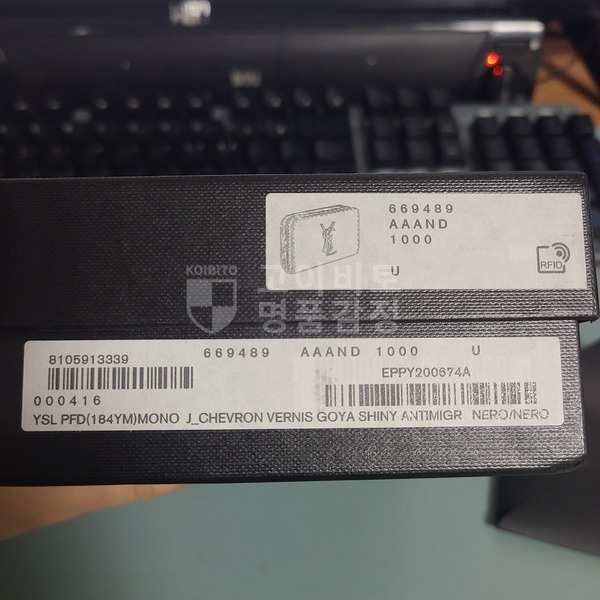 669489
AAAND
1000
U
RFID
KOIBITO
고이비토
명품감정
8105913339
669489 AAAND 1000 U
EPPY200674A
000416
YSL PFD(184YM)MONO J_CHEVRON VERNIS GOYA SHINY ANTIMIGR NERO/NERO